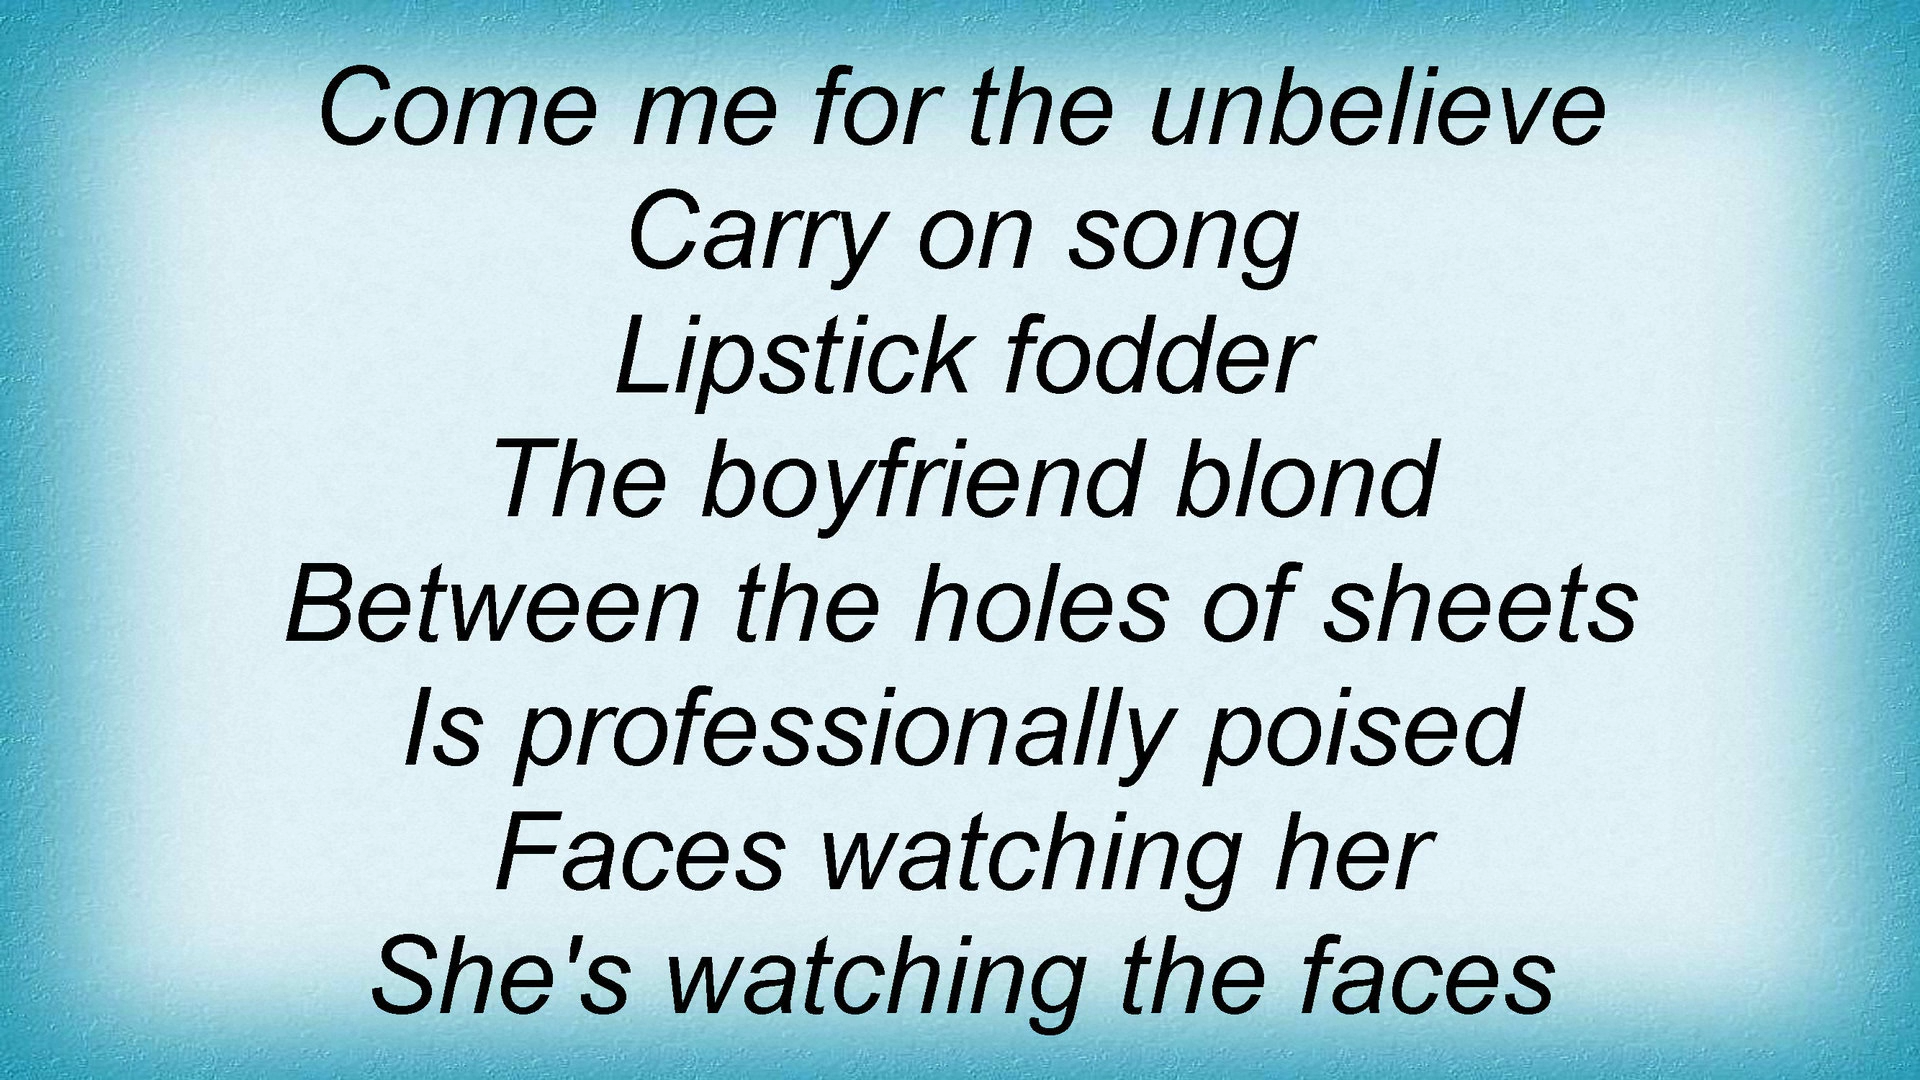 Come me for the unbelieve
Carry on song
Lipstick fodder
The boyfriend blond
Between the holes of sheets
Is professionally poised
Faces watching her
She's watching the faces